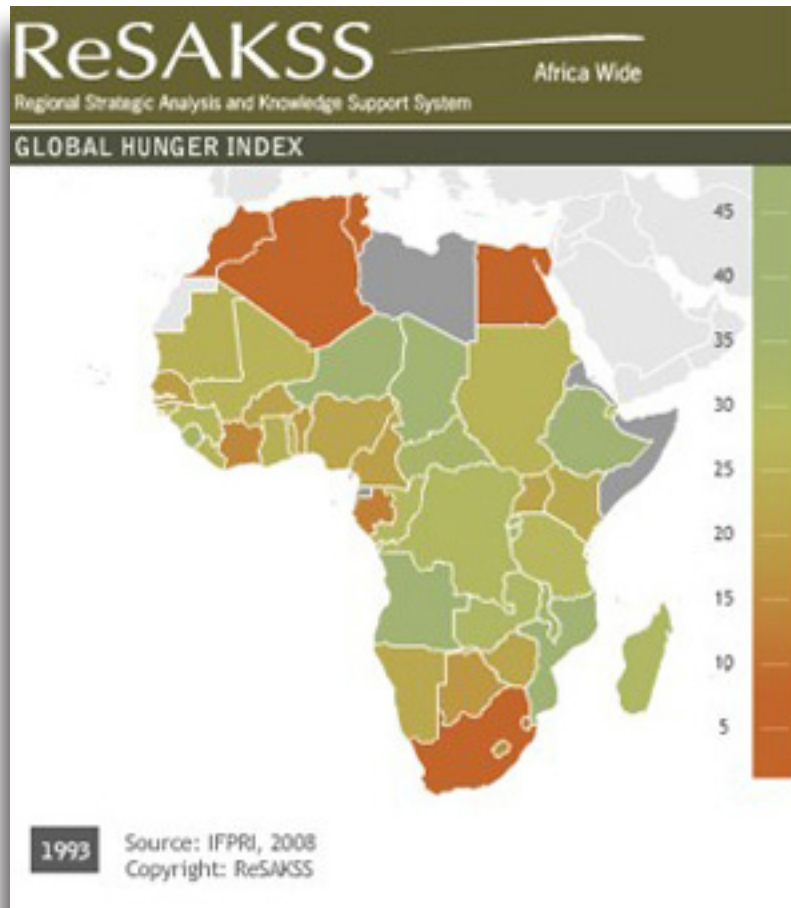 ReSAKSS
Africa Wide
Regional Strategic Analysis and Knowledge Support System
GLOBAL HUNGER INDEX
45
40
35
30
25
20
15
10
5
1993
Source: IFPRI, 2008
Copyright: ReSAKSS